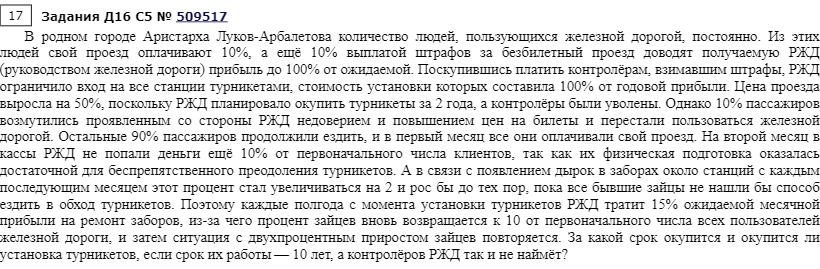 17 Задания Д16 С5 № 509517
В родном городе Аристарха Луков-Арбалетова количество людей, пользующихся железной дорогой, постоянно. Из этих
людей свой проезд оплачивают 10%, а ещё 10% выплатой штрафов за безбилетный проезд доводят получаемую РЖД
(руководством железной дороги) прибыль до 100% от ожидаемой. Поскупившись платить контролёрам, взимавшим штрафы, РЖД
ограничило вход на все станции турникетами, стоимость установки которых составила 100% от годовой прибыли. Цена проезда
выросла на 50%, поскольку РЖД планировало окупить турникеты за 2 года, а контролёры были уволены. Однако 10% пассажиров
возмутились проявленным со стороны РЖД недоверием и повышением цен на билеты и перестали пользоваться железной
дорогой. Остальные 90% пассажиров продолжили ездить, и в первый месяц все они оплачивали свой проезд. На второй месяц в
кассы РЖД не попали деньги ещё 10% от первоначального числа клиентов, так как их физическая подготовка оказалась
достаточной для беспрепятственного преодоления турникетов. А в связи с появлением дырок в заборах около станций с каждым
последующим месяцем этот процент стал увеличиваться на 2 и рос бы до тех пор, пока все бывшие зайцы не нашли бы способ
ездить в обход турникетов. Поэтому каждые полгода с момента установки турникетов РЖД тратит 15% ожидаемой месячной
прибыли на ремонт заборов, из-за чего процент зайцев вновь возвращается к 10 от первоначального числа всех пользователей
железной дороги, и затем ситуация с двухпроцентным приростом зайцев повторяется. За какой срок окупится и окупится ли
установка турникетов, если срок их работы — 10 лет, а контролёров РЖД так и не наймёт?